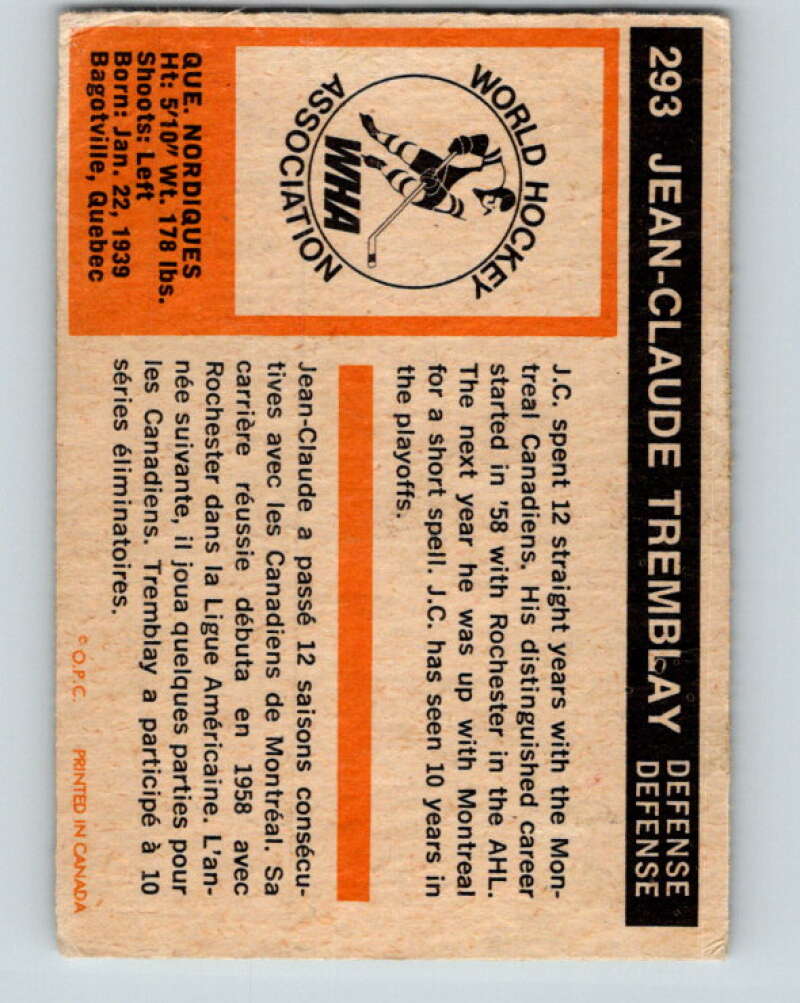 293 JEAN-CLAUDE TREMBLAY DEFENSE
DEFENSE
WORLD HOCKEY
ASSOCIATION
WHA
QUE. NORDIQUES
Ht: 5'10" Wt. 178 lbs.
Shoots: Left
Born: Jan. 22, 1939
Bagotville, Quebec
J.C. spent 12 straight years with the Mon-
treal Canadiens. His distinguished career
started in '58 with Rochester in the AHL.
The next year he was up with Montreal
for a short spell. J.C. has seen 10 years in
the playoffs.
Jean-Claude a passé 12 saisons consécu-
tives avec les Canadiens de Montréal. Sa
carrière réussie débuta en 1958 avec
Rochester dans la Ligue Américaine. L'an-
née suivante, il joua quelques parties pour
les Canadiens. Tremblay a participé à 10
séries éliminatoires.
© O.P.C. PRINTED IN CANADA